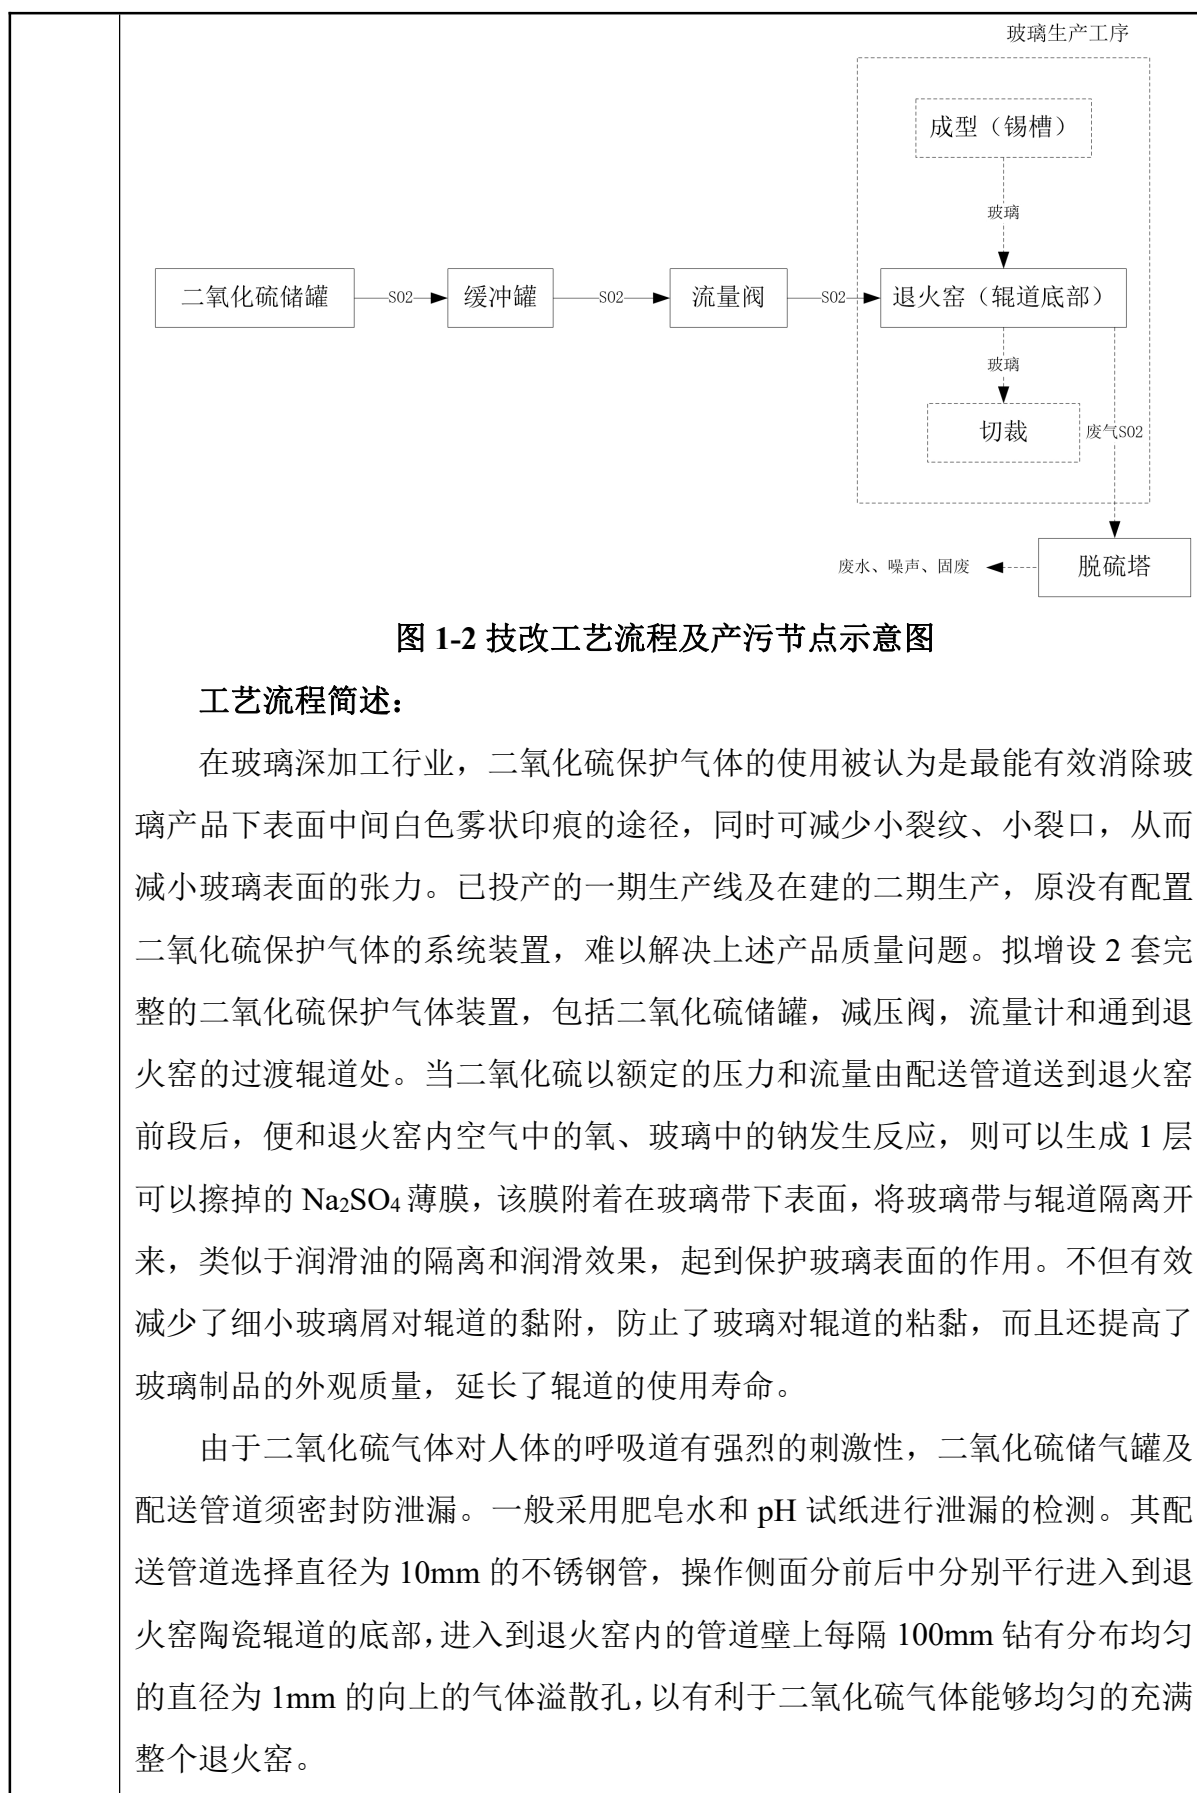 玻璃生产工序
成型（锡槽）
玻璃
二氧化硫储罐
SO2
缓冲罐
SO2
流量阀
SO2
退火窑（辊道底部）
玻璃
切裁
废气SO2
废水、噪声、固废
脱硫塔
图 1-2 技改工艺流程及产污节点示意图
工艺流程简述：
在玻璃深加工行业，二氧化硫保护气体的使用被认为是最能有效消除玻
璃产品下表面中间白色雾状印痕的途径，同时可减少小裂纹、小裂口，从而
减小玻璃表面的张力。已投产的一期生产线及在建的二期生产，原没有配置
二氧化硫保护气体的系统装置，难以解决上述产品质量问题。拟增设 2 套完
整的二氧化硫保护气体装置，包括二氧化硫储罐，减压阀，流量计和通到退
火窑的过渡辊道处。当二氧化硫以额定的压力和流量由配送管道送到退火窑
前段后，便和退火窑内空气中的氧、玻璃中的钠发生反应，则可以生成 1 层
可以擦掉的 Na₂SO₄ 薄膜，该膜附着在玻璃带下表面，将玻璃带与辊道隔离开
来，类似于润滑油的隔离和润滑效果，起到保护玻璃表面的作用。不但有效
减少了细小玻璃屑对辊道的黏附，防止了玻璃对辊道的粘黏，而且还提高了
玻璃制品的外观质量，延长了辊道的使用寿命。
由于二氧化硫气体对人体的呼吸道有强烈的刺激性，二氧化硫储气罐及
配送管道须密封防泄漏。一般采用肥皂水和 pH 试纸进行泄漏的检测。其配
送管道选择直径为 10mm 的不锈钢管，操作侧面分前后中分别平行进入到退
火窑陶瓷辊道的底部，进入到退火窑内的管道壁上每隔 100mm 钻有分布均匀
的直径为 1mm 的向上的气体溢散孔，以有利于二氧化硫气体能够均匀的充满
整个退火窑。